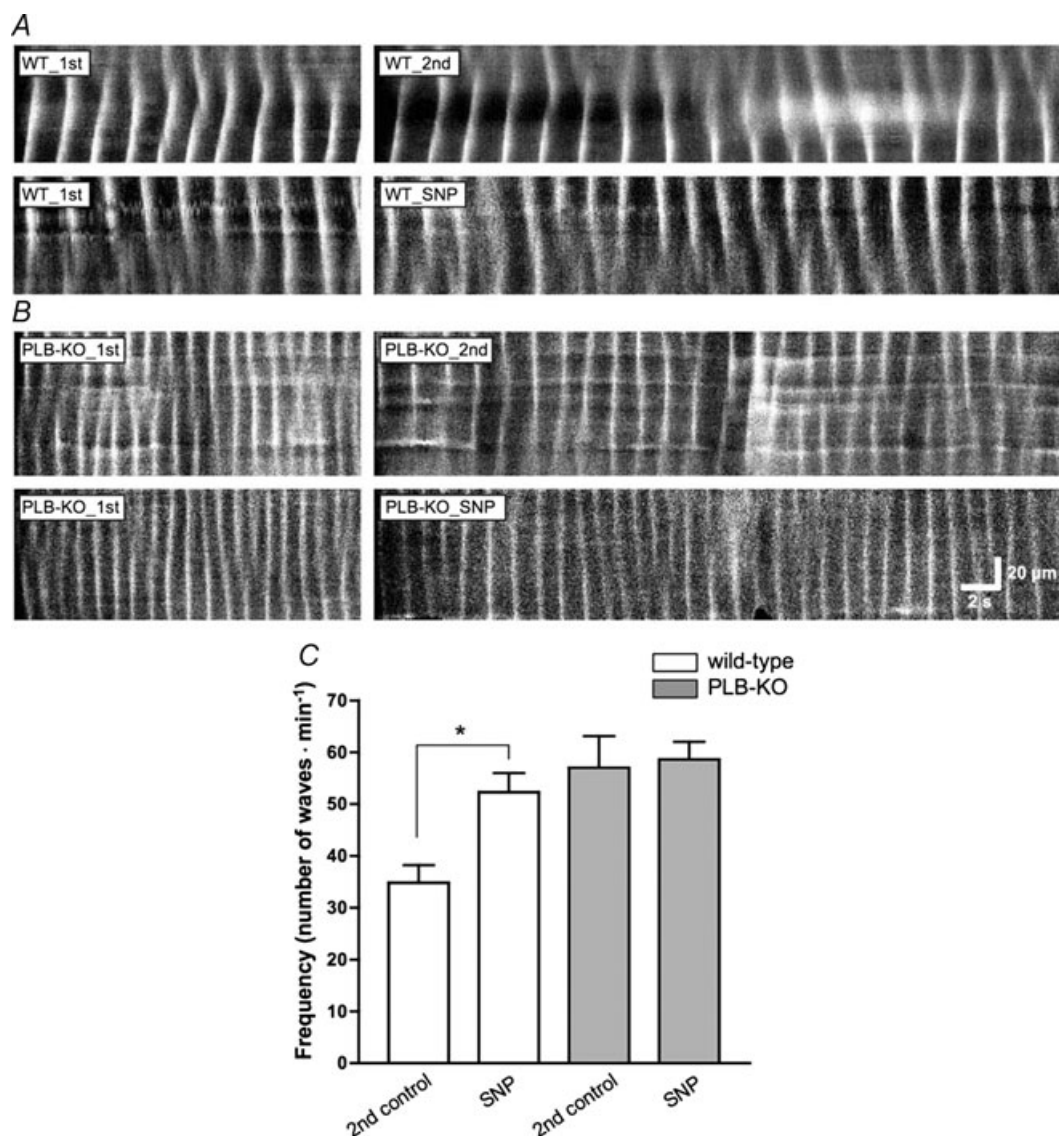 A
WT_1st
WT_2nd
WT_1st
WT_SNP
B
PLB-KO_1st
PLB-KO_2nd
PLB-KO_1st
PLB-KO_SNP
20 µm
2 s
C
wild-type
PLB-KO
Frequency (number of waves · min⁻¹)
70
60
50
40
30
20
10
0
*
2nd control
SNP
2nd control
SNP